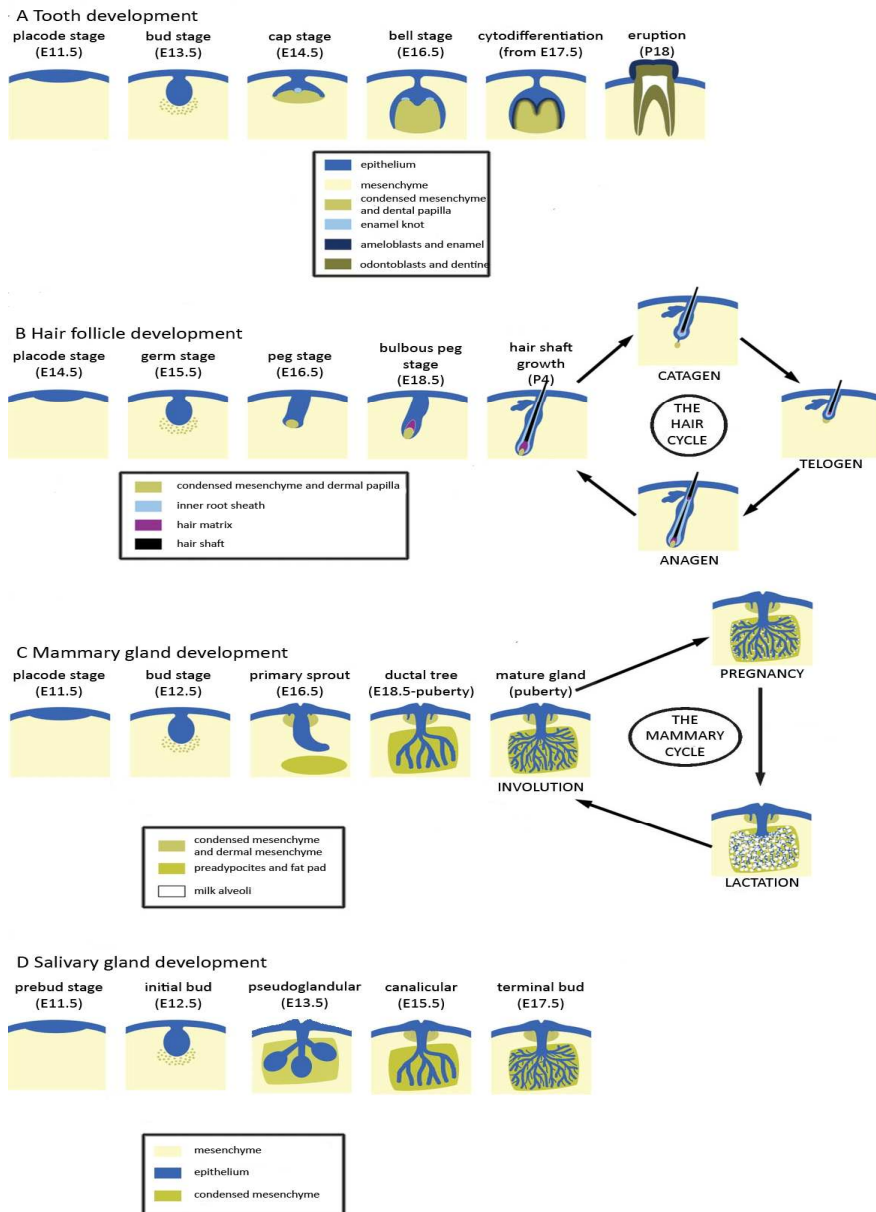 A Tooth development
placode stage
(E11.5)
bud stage
(E13.5)
cap stage
(E14.5)
bell stage
(E16.5)
cytodifferentiation
(from E17.5)
eruption
(P18)
epithelium
mesenchyme
condensed mesenchyme
and dental papilla
enamel knot
ameloblasts and enamel
odontoblasts and dentine
B Hair follicle development
placode stage
(E14.5)
germ stage
(E15.5)
peg stage
(E16.5)
bulbous peg
stage
(E18.5)
hair shaft
growth
(P4)
CATAGEN
THE
HAIR
CYCLE
TELOGEN
ANAGEN
condensed mesenchyme and dermal papilla
inner root sheath
hair matrix
hair shaft
C Mammary gland development
placode stage
(E11.5)
bud stage
(E12.5)
primary sprout
(E16.5)
ductal tree
(E18.5-puberty)
mature gland
(puberty)
INVOLUTION
PREGNANCY
THE
MAMMARY
CYCLE
LACTATION
condensed mesenchyme
and dermal mesenchyme
preadypocites and fat pad
milk alveoli
D Salivary gland development
prebud stage
(E11.5)
initial bud
(E12.5)
pseudoglandular
(E13.5)
canalicular
(E15.5)
terminal bud
(E17.5)
mesenchyme
epithelium
condensed mesenchyme